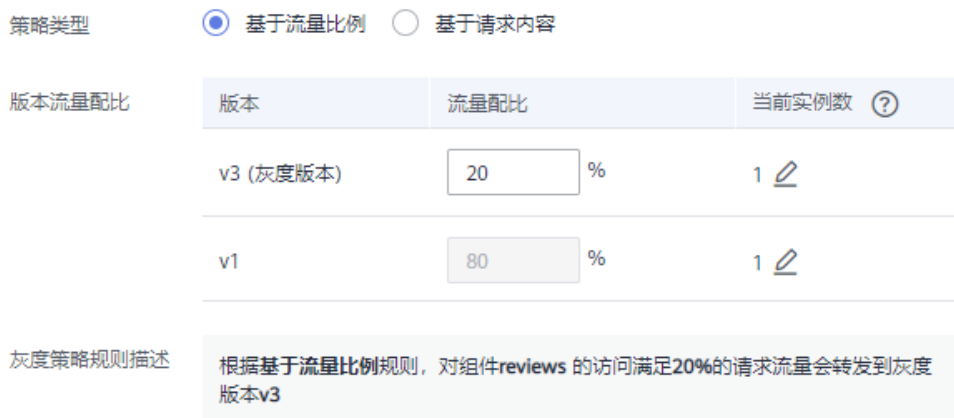 策略类型 基于流量比例 基于请求内容
版本流量配比 版本 流量配比 当前实例数 ?
v3 (灰度版本) 20 % 1
v1 80 % 1
灰度策略规则描述 根据基于流量比例规则，对组件reviews 的访问满足20%的请求流量会转发到灰度
版本v3